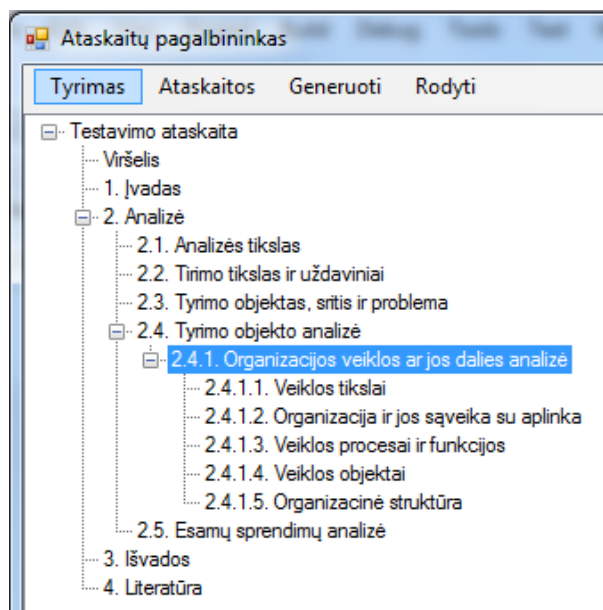 Ataskaitų pagalbininkas
Tyrimas Ataskaitos Generuoti Rodyti
Testavimo ataskaita
Viršelis
1. Įvadas
2. Analizė
2.1. Analizės tikslas
2.2. Tirimo tikslas ir uždaviniai
2.3. Tyrimo objektas, sritis ir problema
2.4. Tyrimo objekto analizė
2.4.1. Organizacijos veiklos ar jos dalies analizė
2.4.1.1. Veiklos tikslai
2.4.1.2. Organizacija ir jos sąveika su aplinka
2.4.1.3. Veiklos procesai ir funkcijos
2.4.1.4. Veiklos objektai
2.4.1.5. Organizacinė struktūra
2.5. Esamų sprendimų analizė
3. Išvados
4. Literatūra